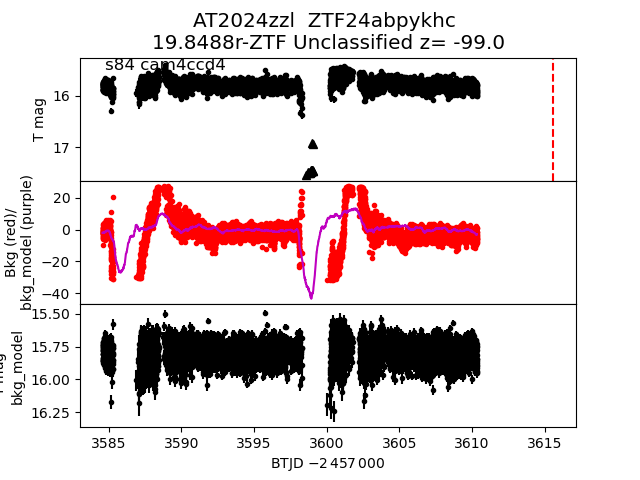 AT2024zzl ZTF24abpykhc
19.8488r-ZTF Unclassified z= -99.0
s84 cam4ccd4
T mag
16
17
Bkg (red)/
bkg_model (purple)
20
0
−20
−40
bkg_model
15.50
15.75
16.00
16.25
3585 3590 3595 3600 3605 3610 3615
BTJD −2 457 000